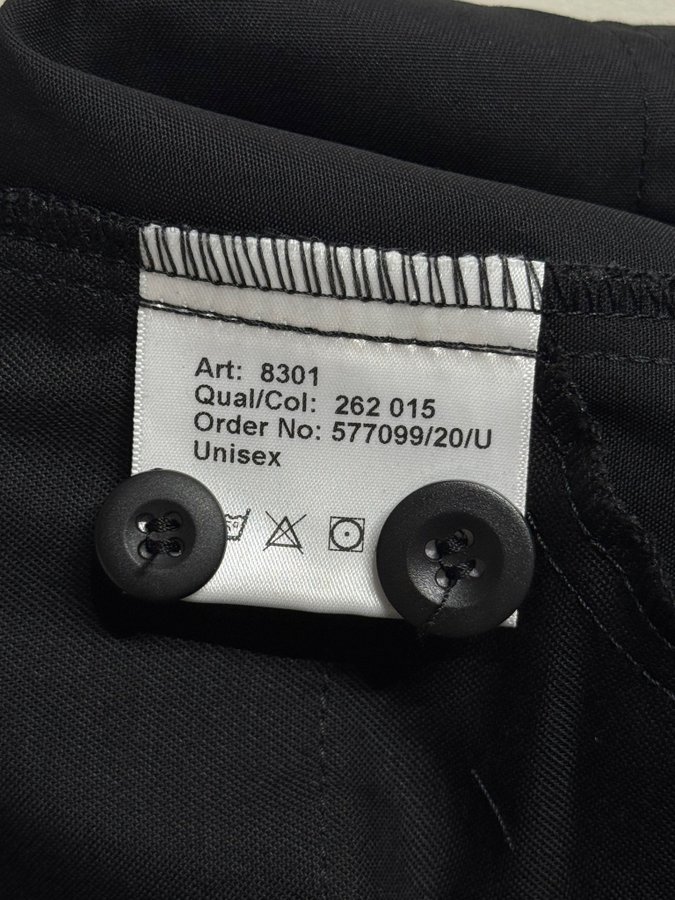 Art: 8301
Qual/Col: 262 015
Order No: 577099/20/U
Unisex